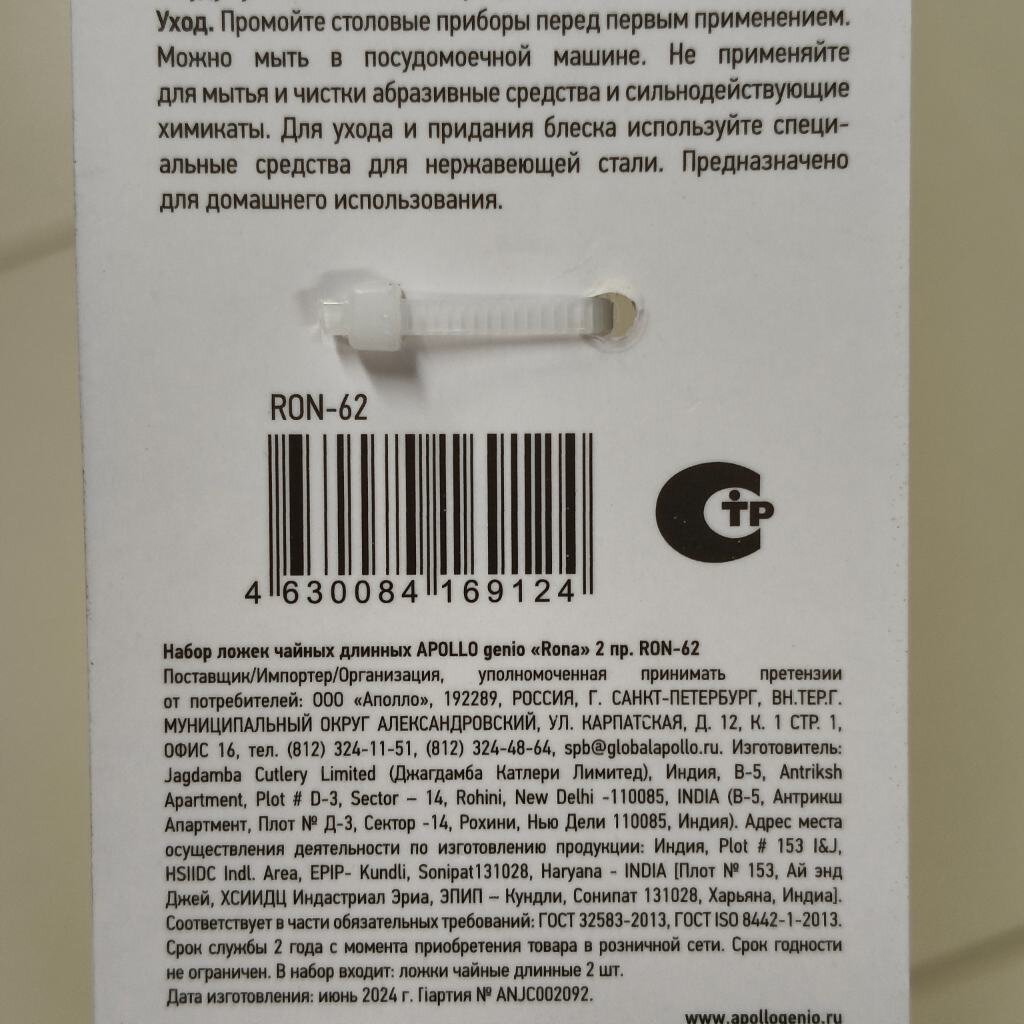 Уход. Промойте столовые приборы перед первым применением.
Можно мыть в посудомоечной машине. Не применяйте
для мытья и чистки абразивные средства и сильнодействующие
химикаты. Для ухода и придания блеска используйте специ-
альные средства для нержавеющей стали. Предназначено
для домашнего использования.
RON-62
4 630084 169124
СТР
Набор ложек чайных длинных APOLLO genio «Rona» 2 пр. RON-62
Поставщик/Импортер/Организация, уполномоченная принимать претензии
от потребителей: ООО «Аполло», 192289, РОССИЯ, Г. САНКТ-ПЕТЕРБУРГ, ВН.ТЕР.Г.
МУНИЦИПАЛЬНЫЙ ОКРУГ АЛЕКСАНДРОВСКИЙ, УЛ. КАРПАТСКАЯ, Д. 12, К. 1 СТР. 1,
ОФИС 16, тел. (812) 324-11-51, (812) 324-48-64, spb@globalapollo.ru. Изготовитель:
Jagdamba Cutlery Limited (Джагдамба Катлери Лимитед), Индия, B-5, Antriksh
Apartment, Plot # D-3, Sector – 14, Rohini, New Delhi -110085, INDIA (B-5, Антрикш
Апартмент, Плот № Д-3, Сектор -14, Рохини, Нью Дели 110085, Индия). Адрес места
осуществления деятельности по изготовлению продукции: Индия, Plot # 153 I&J,
HSIIDC Indl. Area, EPIP- Kundli, Sonipat131028, Haryana - INDIA [Плот № 153, Ай энд
Джей, ХСИИДЦ Индастриал Эриа, ЭПИП – Кундли, Сонипат 131028, Харьяна, Индиа].
Соответствует в части обязательных требований: ГОСТ 32583-2013, ГОСТ ISO 8442-1-2013.
Срок службы 2 года с момента приобретения товара в розничной сети. Срок годности
не ограничен. В набор входит: ложки чайные длинные 2 шт.
Дата изготовления: июнь 2024 г. Партия № ANJC002092.
www.apollogenio.ru